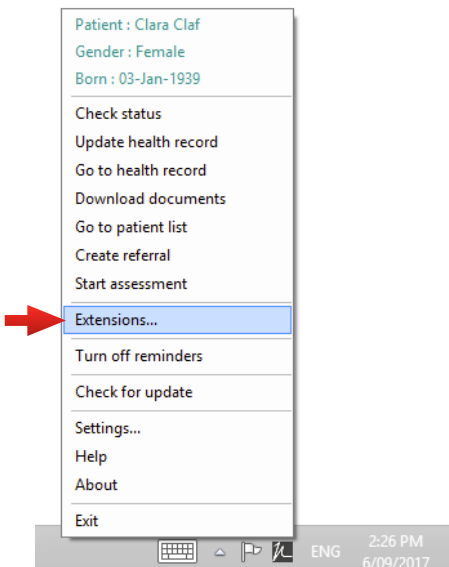 Patient : Clara Claf
Gender : Female
Born : 03-Jan-1939
Check status
Update health record
Go to health record
Download documents
Go to patient list
Create referral
Start assessment
Extensions...
Turn off reminders
Check for update
Settings...
Help
About
Exit
ENG
2:26 PM
6/09/2017